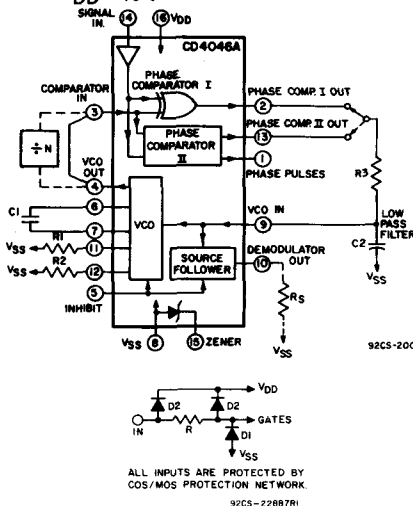 DD
SIGNAL IN.
14
16 VDD
CD4046A
PHASE COMPARATOR I
COMPARATOR IN
3
PHASE COMP. I OUT
2
13
PHASE COMP. II OUT
PHASE COMPARATOR II
1
PHASE PULSES
÷ N
VCO OUT
4
R3
C1
6
7
VCO
VCO IN
9
LOW PASS FILTER
C2
VSS
R1
11
VSS
R2
12
SOURCE FOLLOWER
DEMODULATOR OUT
10
RS
VSS
5
INHIBIT
VSS
8
15 ZENER
92CS-200
VDD
D2
D2
IN
R
GATES
D1
VSS
ALL INPUTS ARE PROTECTED BY
COS/MOS PROTECTION NETWORK.
92CS-22887RI